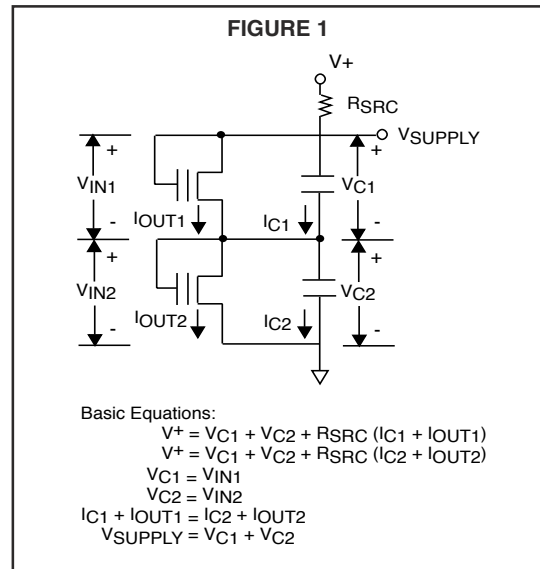 FIGURE 1
V+
RSRC
VSUPPLY
+
+
VIN1
IOUT1
IC1
VC1
-
-
+
+
VIN2
IOUT2
IC2
VC2
-
-
Basic Equations:
V+ = VC1 + VC2 + RSRC (IC1 + IOUT1)
V+ = VC1 + VC2 + RSRC (IC2 + IOUT2)
VC1 = VIN1
VC2 = VIN2
IC1 + IOUT1 = IC2 + IOUT2
VSUPPLY = VC1 + VC2